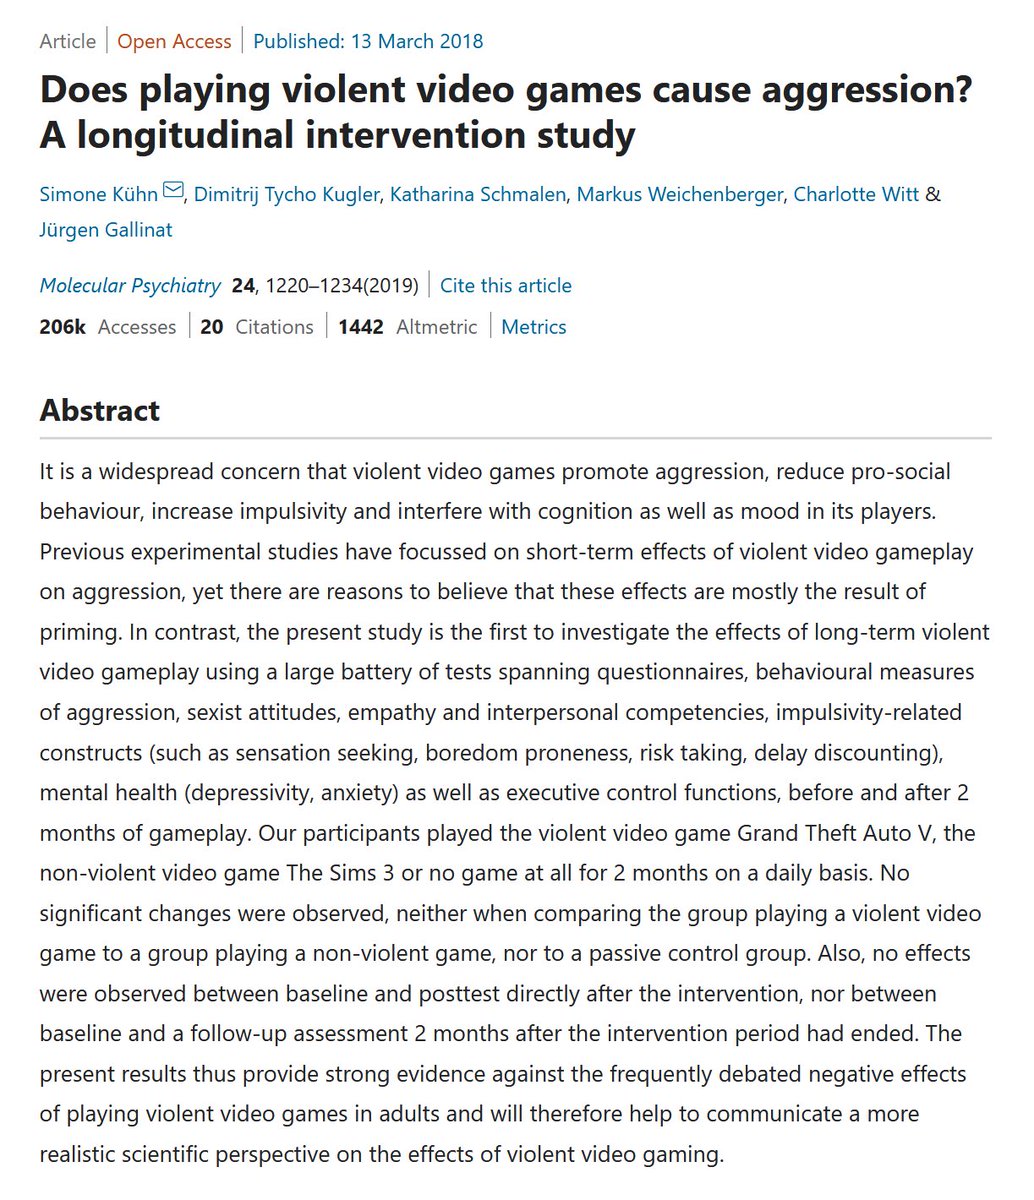 Article | Open Access | Published: 13 March 2018
Does playing violent video games cause aggression?
A longitudinal intervention study
Simone Kühn, Dimitrij Tycho Kugler, Katharina Schmalen, Markus Weichenberger, Charlotte Witt &
Jürgen Gallinat
Molecular Psychiatry 24, 1220–1234(2019) | Cite this article
206k Accesses | 20 Citations | 1442 Altmetric | Metrics
Abstract
It is a widespread concern that violent video games promote aggression, reduce pro-social
behaviour, increase impulsivity and interfere with cognition as well as mood in its players.
Previous experimental studies have focussed on short-term effects of violent video gameplay
on aggression, yet there are reasons to believe that these effects are mostly the result of
priming. In contrast, the present study is the first to investigate the effects of long-term violent
video gameplay using a large battery of tests spanning questionnaires, behavioural measures
of aggression, sexist attitudes, empathy and interpersonal competencies, impulsivity-related
constructs (such as sensation seeking, boredom proneness, risk taking, delay discounting),
mental health (depressivity, anxiety) as well as executive control functions, before and after 2
months of gameplay. Our participants played the violent video game Grand Theft Auto V, the
non-violent video game The Sims 3 or no game at all for 2 months on a daily basis. No
significant changes were observed, neither when comparing the group playing a violent video
game to a group playing a non-violent game, nor to a passive control group. Also, no effects
were observed between baseline and posttest directly after the intervention, nor between
baseline and a follow-up assessment 2 months after the intervention period had ended. The
present results thus provide strong evidence against the frequently debated negative effects
of playing violent video games in adults and will therefore help to communicate a more
realistic scientific perspective on the effects of violent video gaming.